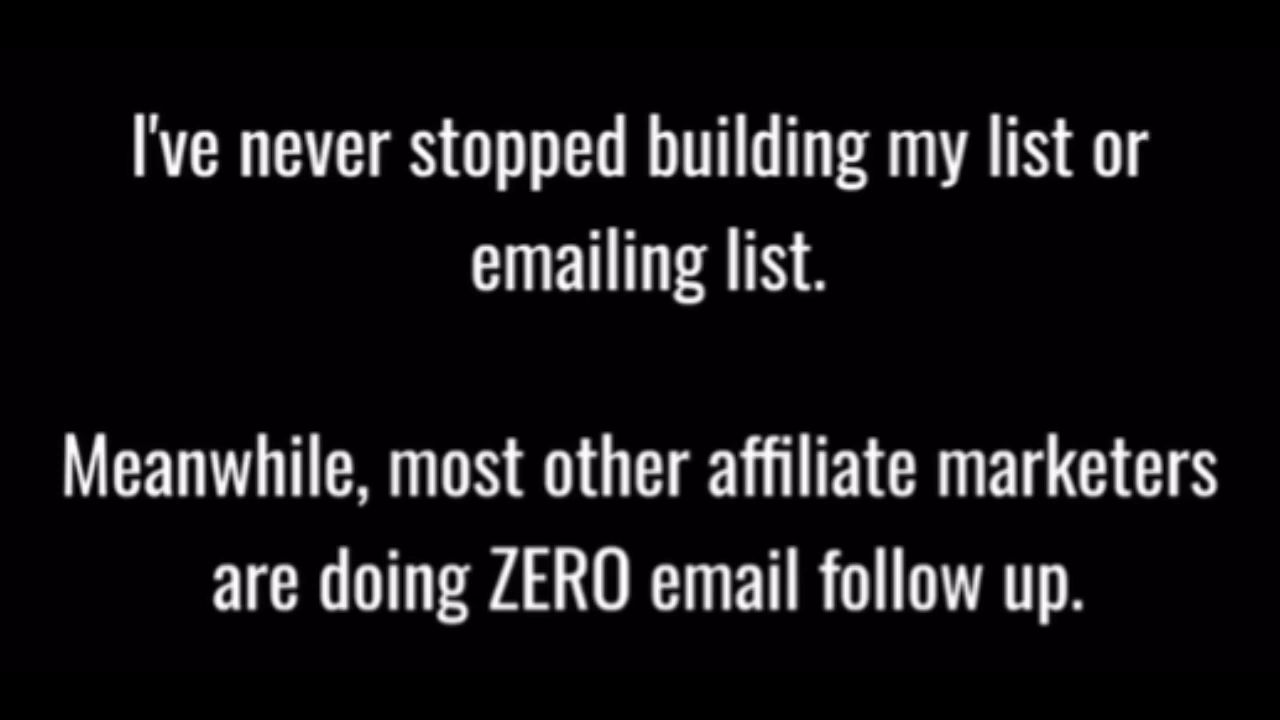 I've never stopped building my list or
emailing list.
Meanwhile, most other affiliate marketers
are doing ZERO email follow up.